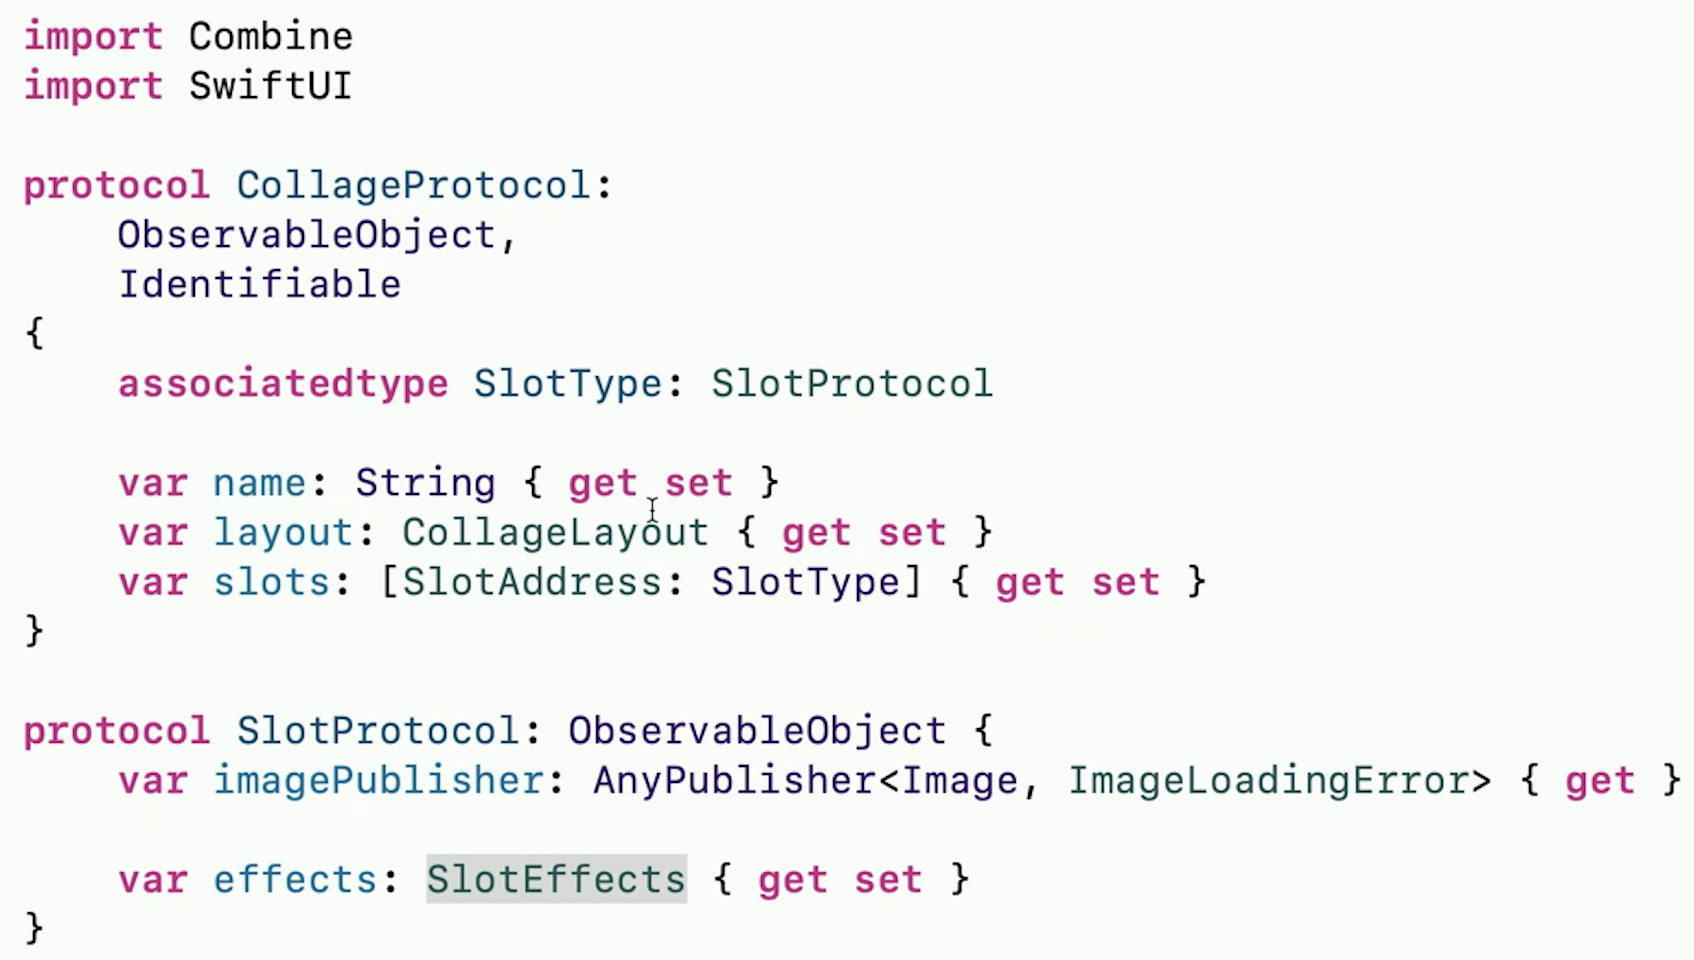 import Combine
import SwiftUI
protocol CollageProtocol:
ObservableObject,
Identifiable
{
associatedtype SlotType: SlotProtocol
var name: String { get set }
var layout: CollageLayout { get set }
var slots: [SlotAddress: SlotType] { get set }
}
protocol SlotProtocol: ObservableObject {
var imagePublisher: AnyPublisher<Image, ImageLoadingError> { get }
var effects: SlotEffects { get set }
}